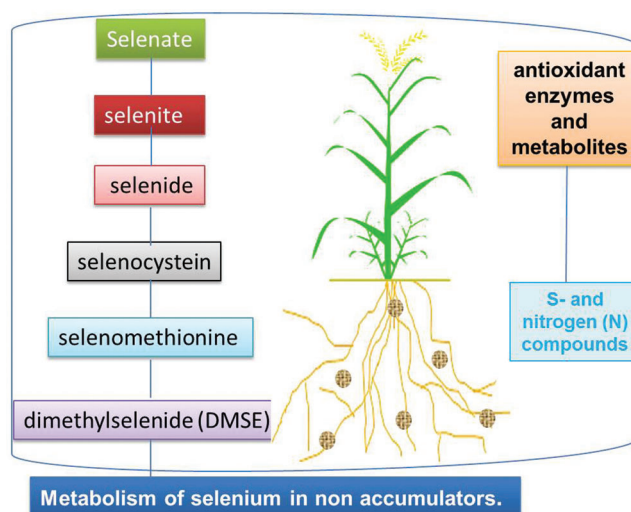 Selenate
selenite
selenide
selenocystein
selenomethionine
dimethylselenide (DMSE)
antioxidant
enzymes
and
metabolites
S- and
nitrogen (N)
compounds
Metabolism of selenium in non accumulators.